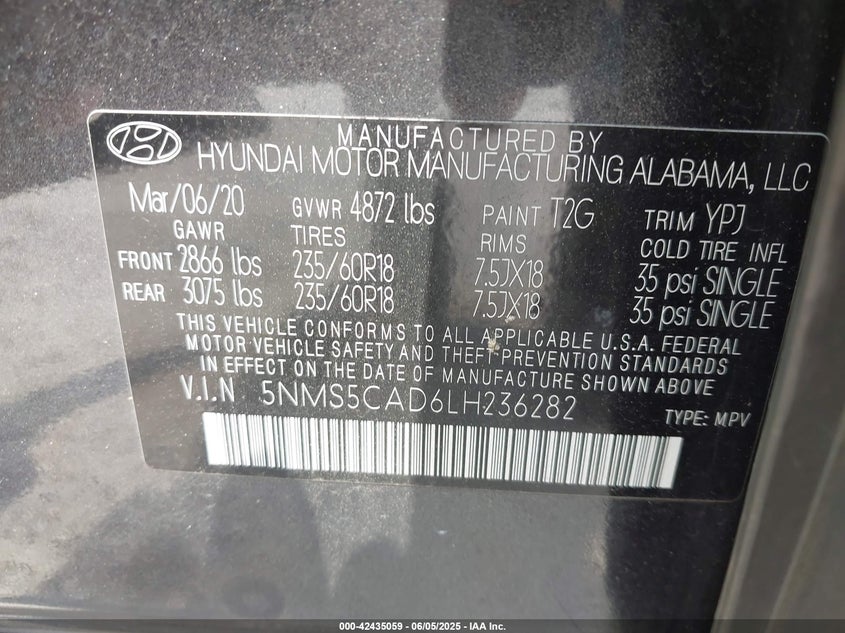 MANUFACTURED BY
HYUNDAI MOTOR MANUFACTURING ALABAMA, LLC
Mar/06/20 GVWR 4872 lbs PAINT T2G TRIM YPJ
GAWR TIRES RIMS COLD TIRE INFL
FRONT 2866 lbs 235/60R18 7.5JX18 35 psi SINGLE
REAR 3075 lbs 235/60R18 7.5JX18 35 psi SINGLE
THIS VEHICLE CONFORMS TO ALL APPLICABLE U.S.A. FEDERAL
MOTOR VEHICLE SAFETY AND THEFT PREVENTION STANDARDS
IN EFFECT ON THE DATE OF MANUFACTURE SHOWN ABOVE
V.I.N 5NMS5CAD6LH236282
TYPE: MPV
000-42435059 - 06/05/2025 - IAA Inc.